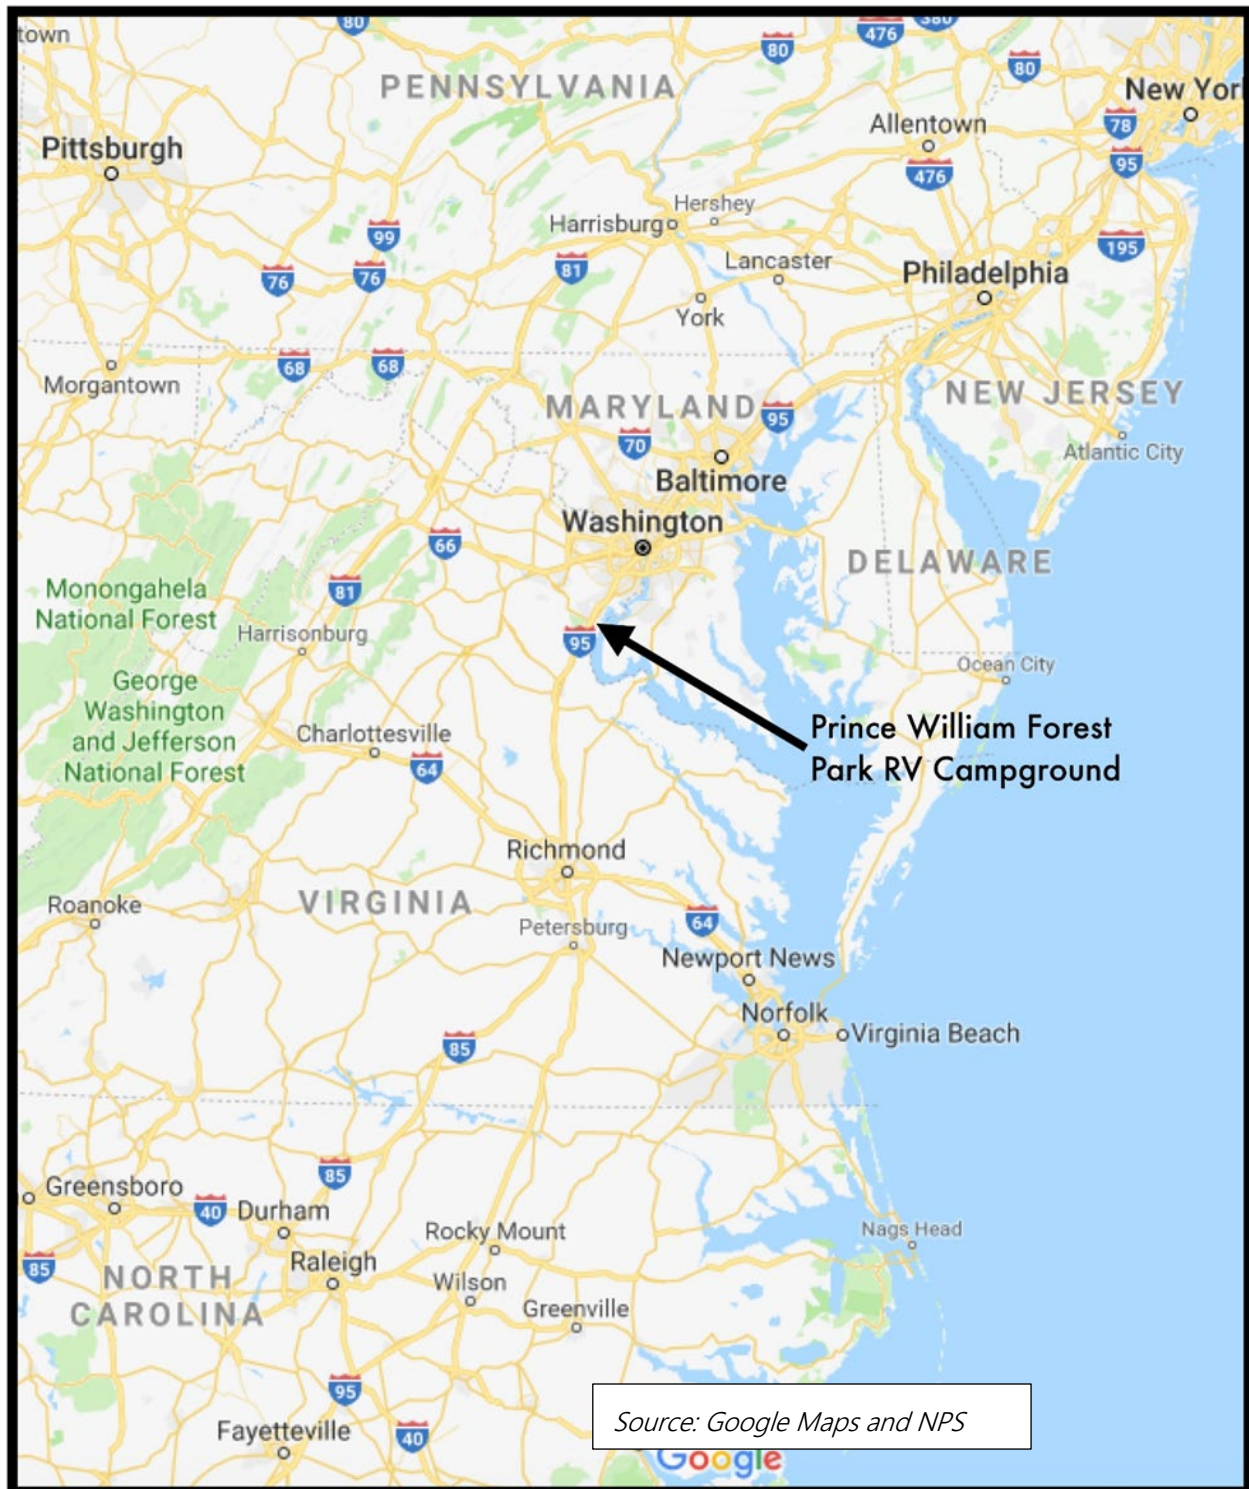 town
80
476
380
80
80
PENNSYLVANIA
New York
Allentown
78
Pittsburgh
95
476
Hershey
Harrisburg
99
195
Lancaster
Philadelphia
81
76
76
York
68
68
Morgantown
NEW JERSEY
MARYLAND
95
70
Atlantic City
Baltimore
Washington
66
DELAWARE
Monongahela
National Forest
81
Harrisonburg
95
Ocean City
George
Washington
and Jefferson
National Forest
Prince William Forest
Park RV Campground
Charlottesville
64
Richmond
VIRGINIA
Roanoke
64
Petersburg
Newport News
Norfolk
Virginia Beach
85
85
Greensboro
40
Durham
Rocky Mount
Nags Head
Raleigh
85
NORTH
CAROLINA
Wilson
Greenville
95
Source: Google Maps and NPS
Fayetteville
40
Google